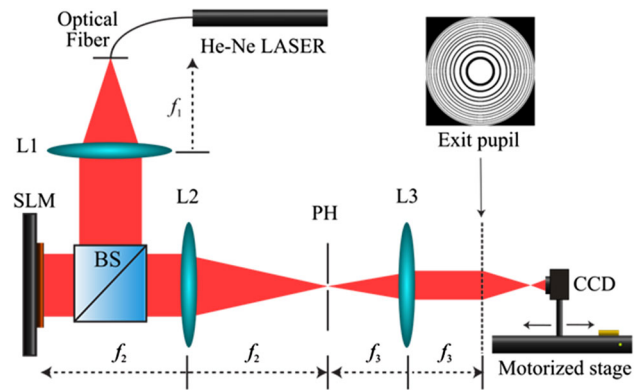 Optical
Fiber
He-Ne LASER
f1
Exit pupil
L1
SLM
L2
PH
L3
BS
CCD
f2
f2
f3
f3
Motorized stage